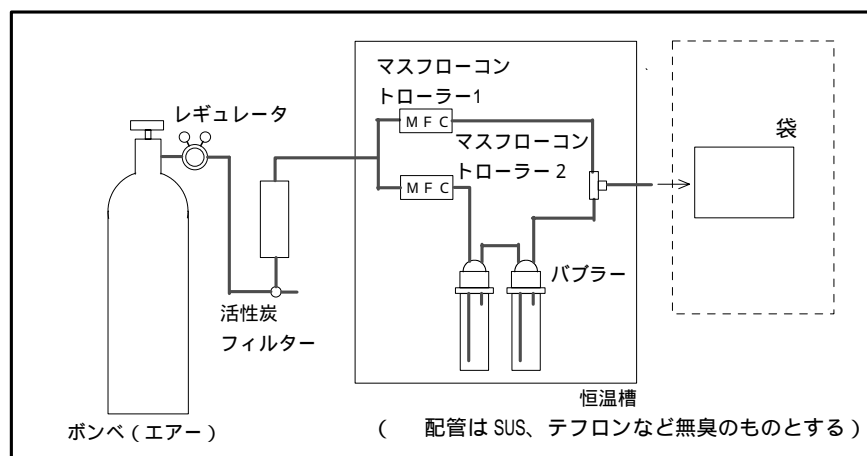 マスフローコン
トローラー1
レギュレータ
ＭＦＣ
マスフローコン
トローラー２
袋
ＭＦＣ
バブラー
活性炭
フィルター
恒温槽
ボンベ（エアー）
（　　配管は SUS、テフロンなど無臭のものとする）